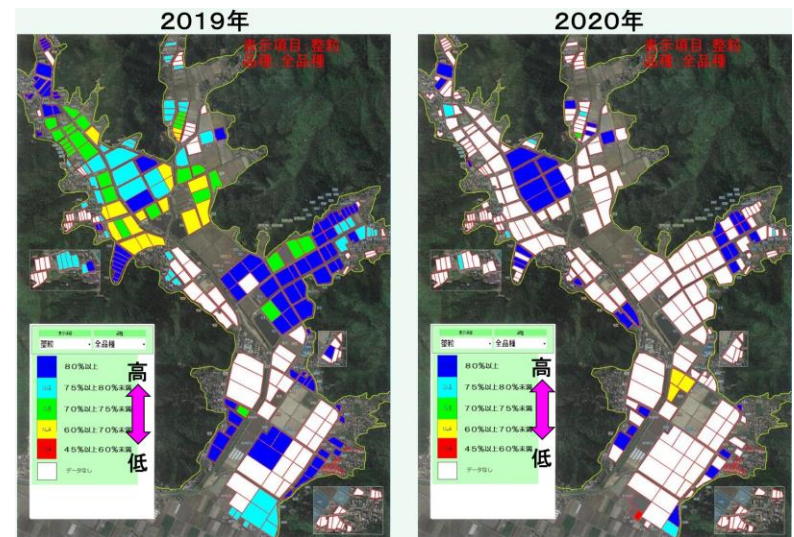 2019年
2020年
表示項目:整粒
品種:全品種
表示項目:整粒
品種:全品種
整粒
全品種
80%以上
75%以上80%未満
70%以上75%未満
60%以上70%未満
45%以上60%未満
データなし
高
低
整粒
全品種
80%以上
75%以上80%未満
70%以上75%未満
60%以上70%未満
45%以上60%未満
データなし
高
低